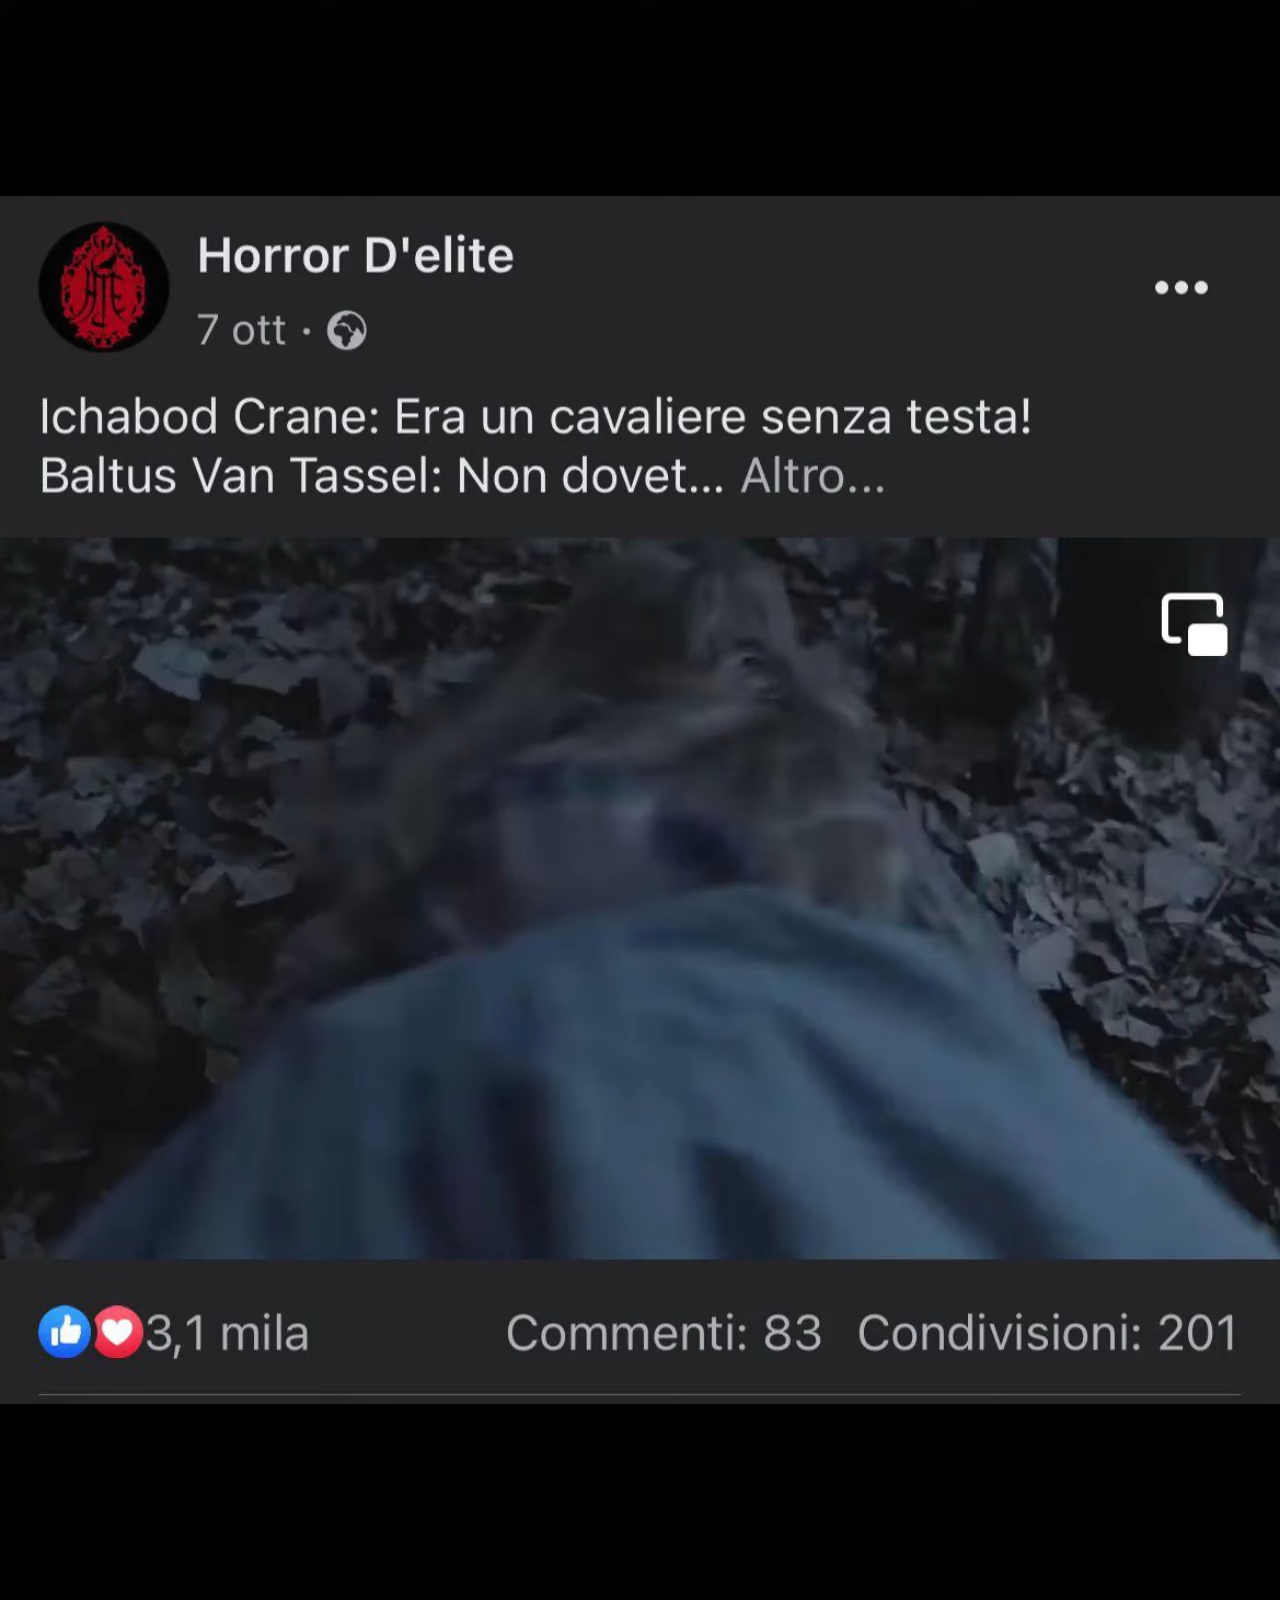 Horror D'elite
7 ott ·
Ichabod Crane: Era un cavaliere senza testa!
Baltus Van Tassel: Non dovet... Altro...
3,1 mila Commenti: 83 Condivisioni: 201